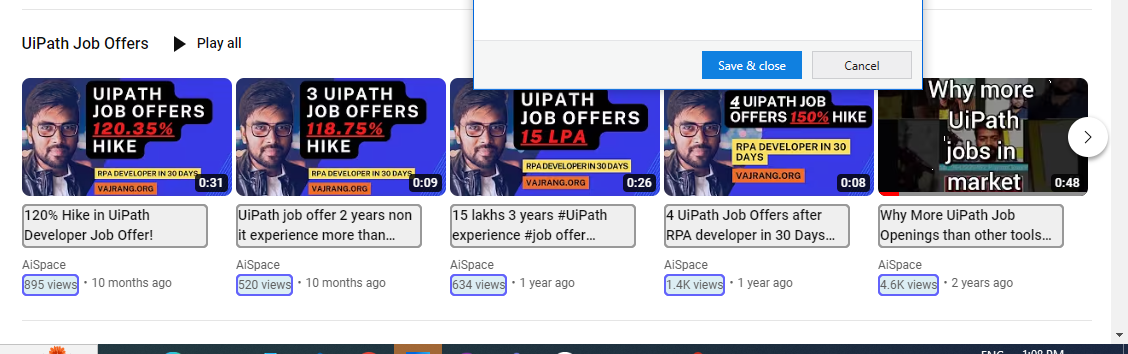 Save & close
Cancel
UiPath Job Offers
Play all
UIPATH
JOB OFFERS
120.35%
HIKE
RPA DEVELOPER IN 30 DAYS
VAJRANG.ORG
0:31
3 UIPATH
JOB OFFERS
118.75%
HIKE
RPA DEVELOPER IN 30 DAYS
VAJRANG.ORG
0:09
UIPATH
JOB OFFERS
15 LPA
RPA DEVELOPER IN 30 DAYS
VAJRANG.ORG
0:26
4 UIPATH JOB
OFFERS 150% HIKE
RPA DEVELOPER IN 30
DAYS
VAJRANG.ORG
0:08
Why more
UiPath
jobs in
market
0:48
120% Hike in UiPath
Developer Job Offer!
AiSpace
895 views • 10 months ago
UiPath job offer 2 years non
it experience more than...
AiSpace
520 views • 10 months ago
15 lakhs 3 years #UiPath
experience #job offer...
AiSpace
634 views • 1 year ago
4 UiPath Job Offers after
RPA developer in 30 Days...
AiSpace
1.4K views • 1 year ago
Why More UiPath Job
Openings than other tools...
AiSpace
4.6K views • 2 years ago
ENG
1:08 PM